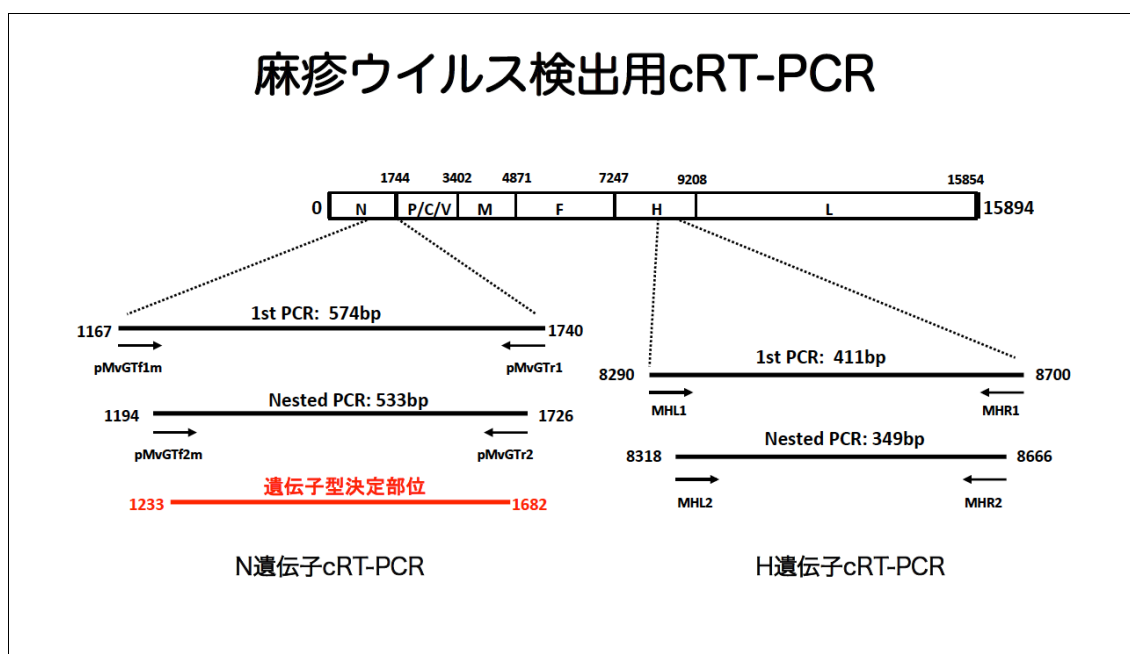 麻疹ウイルス検出用cRT-PCR
1744 3402 4871 7247 9208 15854
0 N P/C/V M F H L 15894
1st PCR: 574bp
1167 1740
pMvGTf1m pMvGTr1
Nested PCR: 533bp
1194 1726
pMvGTf2m pMvGTr2
遺伝子型決定部位
1233 1682
N遺伝子cRT-PCR
1st PCR: 411bp
8290 8700
MHL1 MHR1
Nested PCR: 349bp
8318 8666
MHL2 MHR2
H遺伝子cRT-PCR